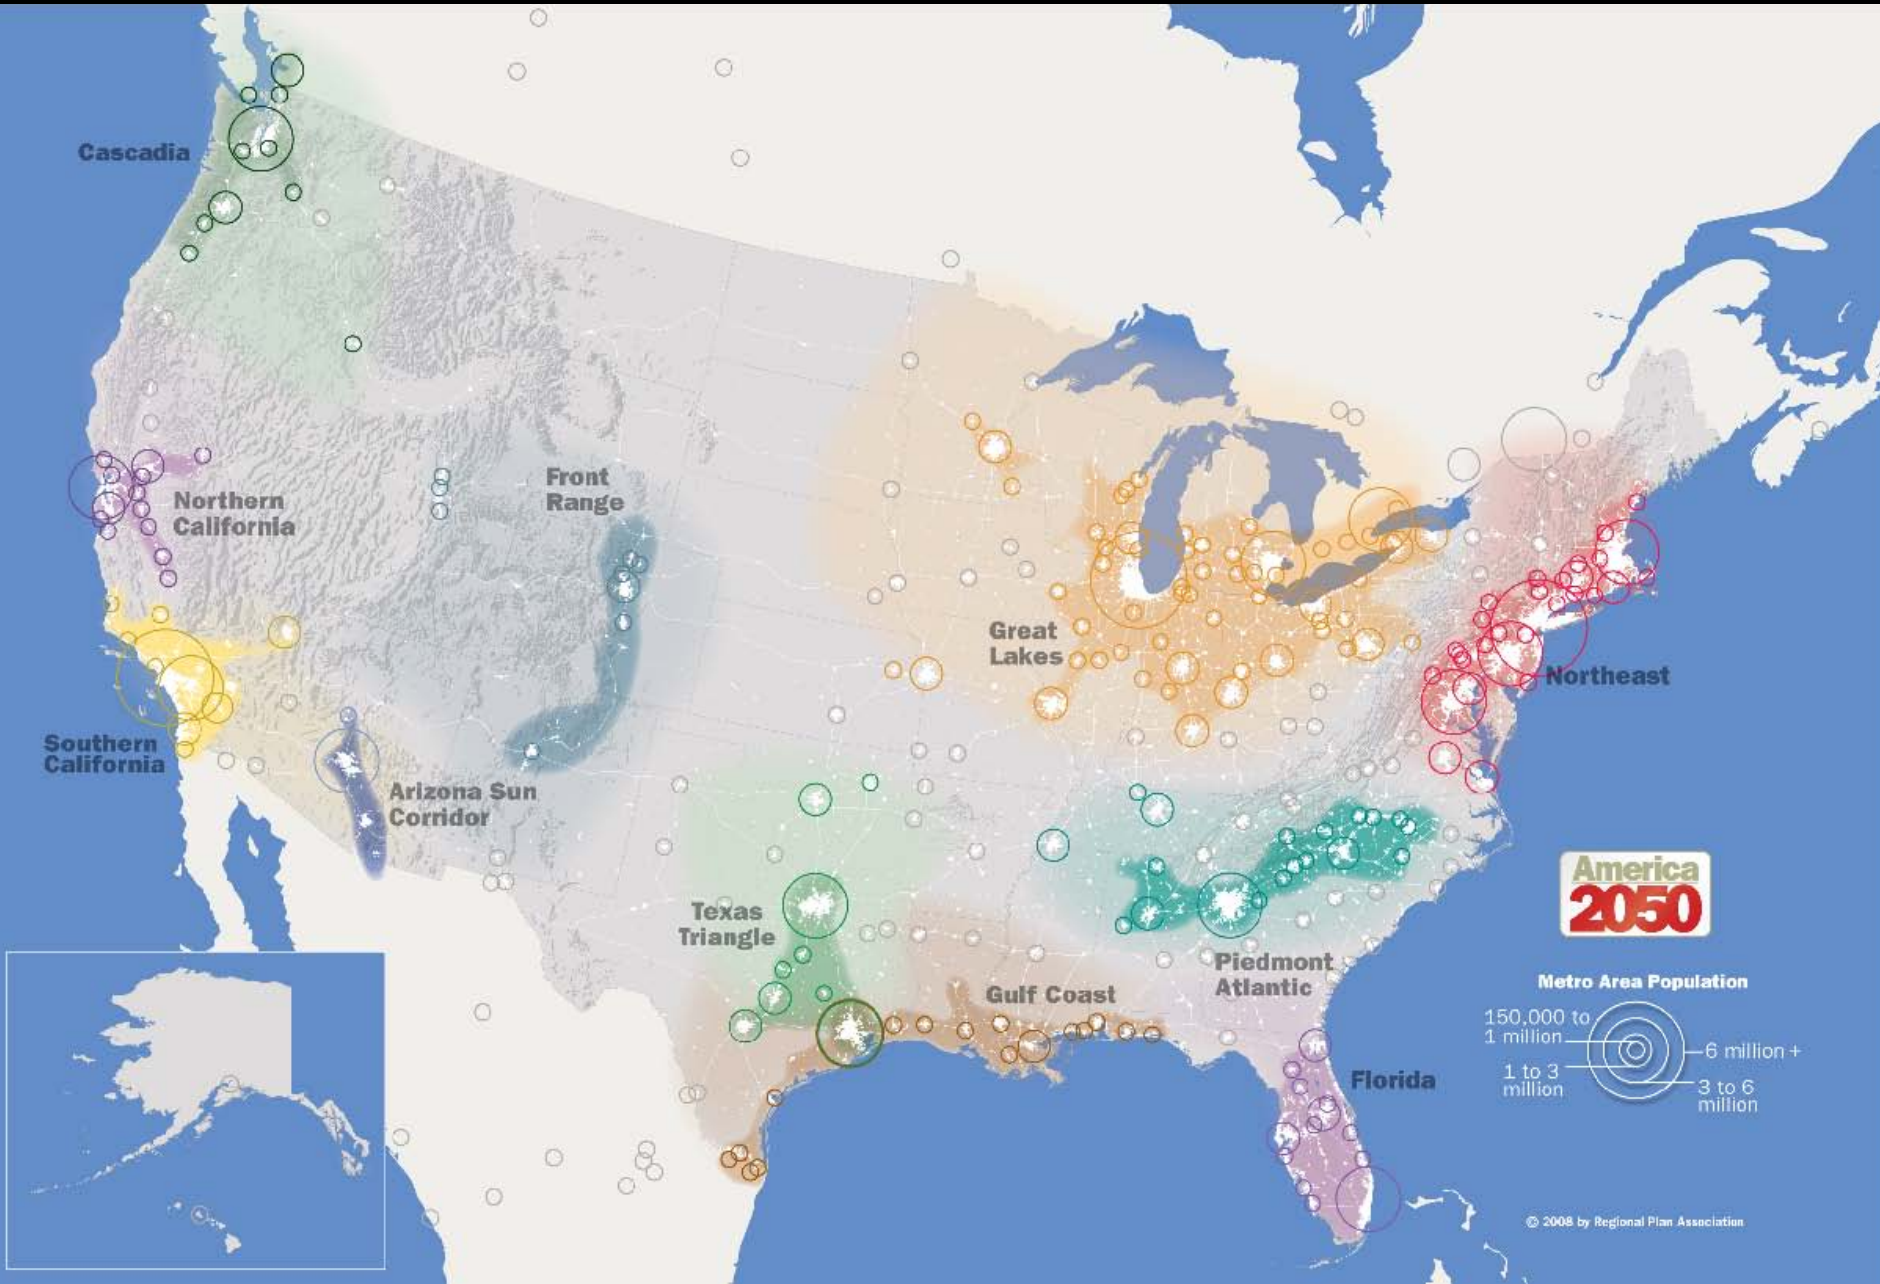 Cascadia
Front
Range
Northern
California
Great
Lakes
Northeast
Southern
California
Arizona Sun
Corridor
Texas
Triangle
Gulf Coast
Piedmont
Atlantic
Florida
America
2050
Metro Area Population
150,000 to
1 million
6 million +
1 to 3
million
3 to 6
million
© 2008 by Regional Plan Association